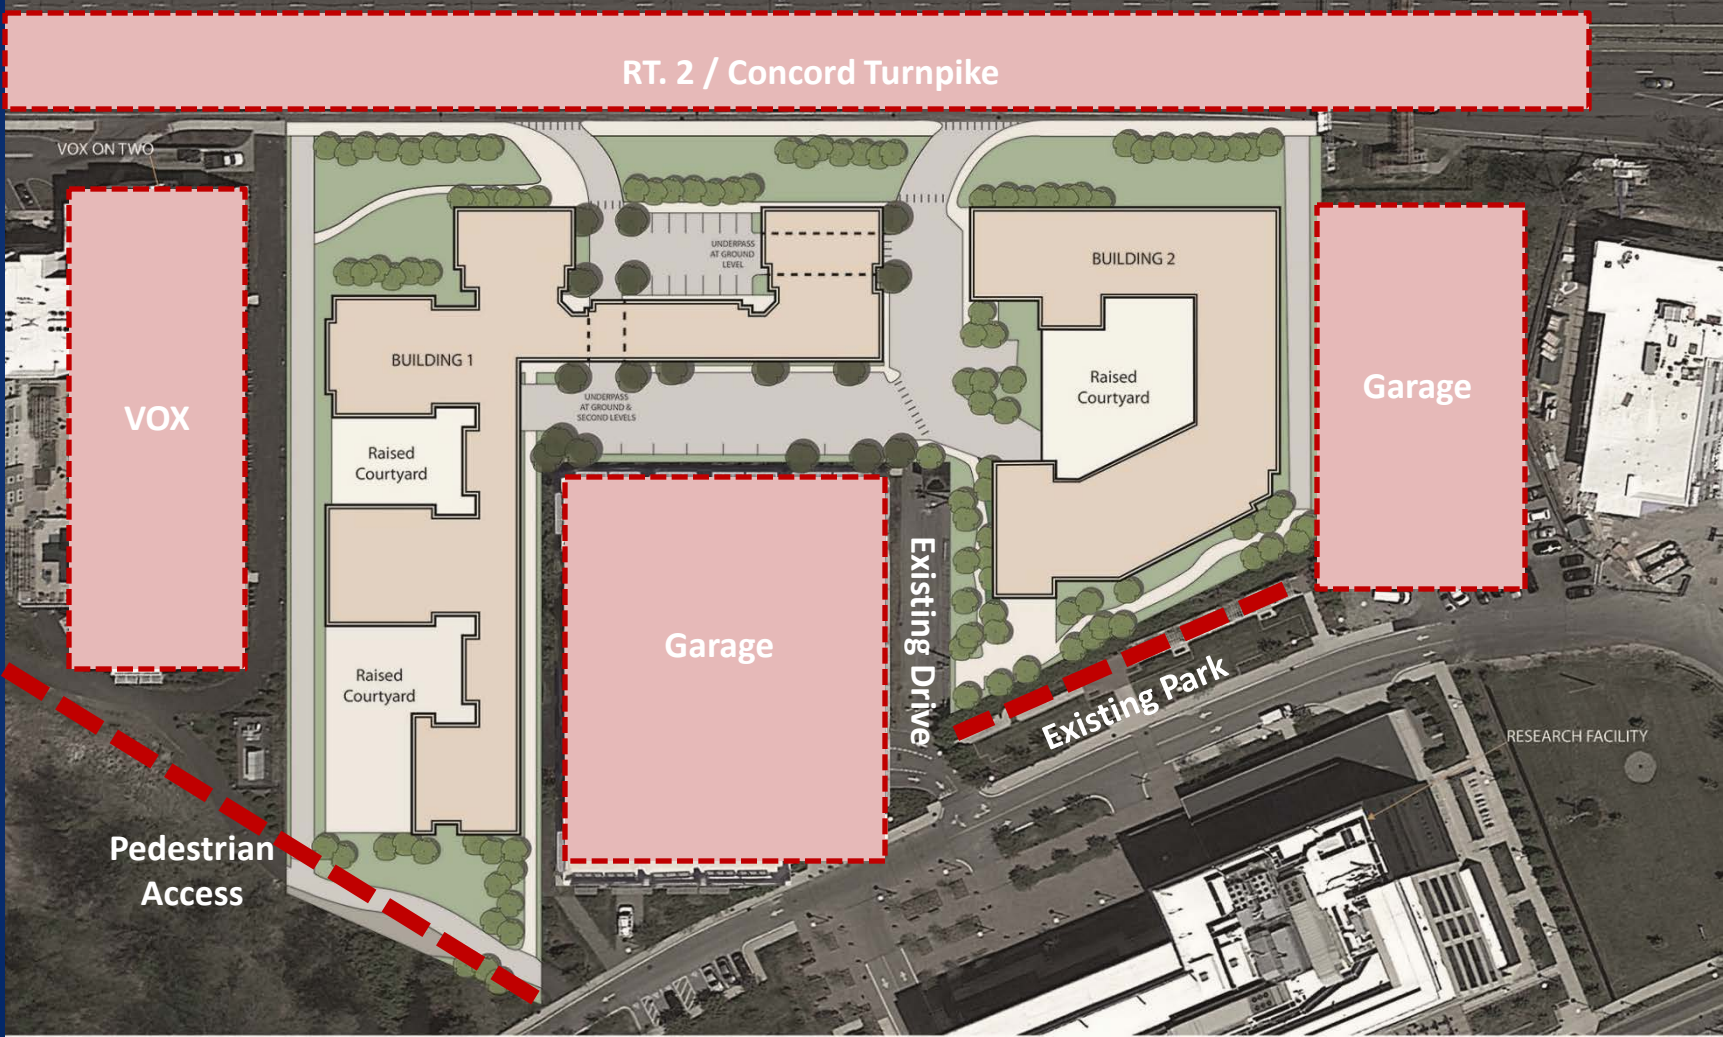 RT. 2 / Concord Turnpike
VOX ON TWO
UNDERPASS
AT GROUND
LEVEL
BUILDING 2
BUILDING 1
Raised
Courtyard
Garage
VOX
UNDERPASS
AT GROUND &
SECOND LEVELS
Raised
Courtyard
Existing Drive
Garage
Raised
Courtyard
Existing Park
RESEARCH FACILITY
Pedestrian
Access